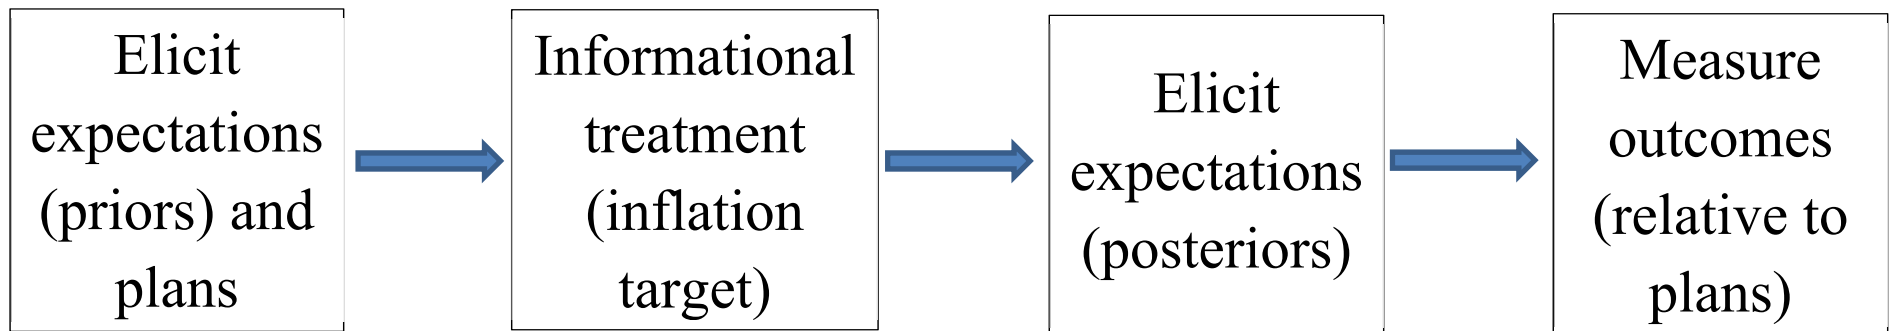 Elicit
expectations
(priors) and
plans
Informational
treatment
(inflation
target)
Elicit
expectations
(posteriors)
Measure
outcomes
(relative to
plans)